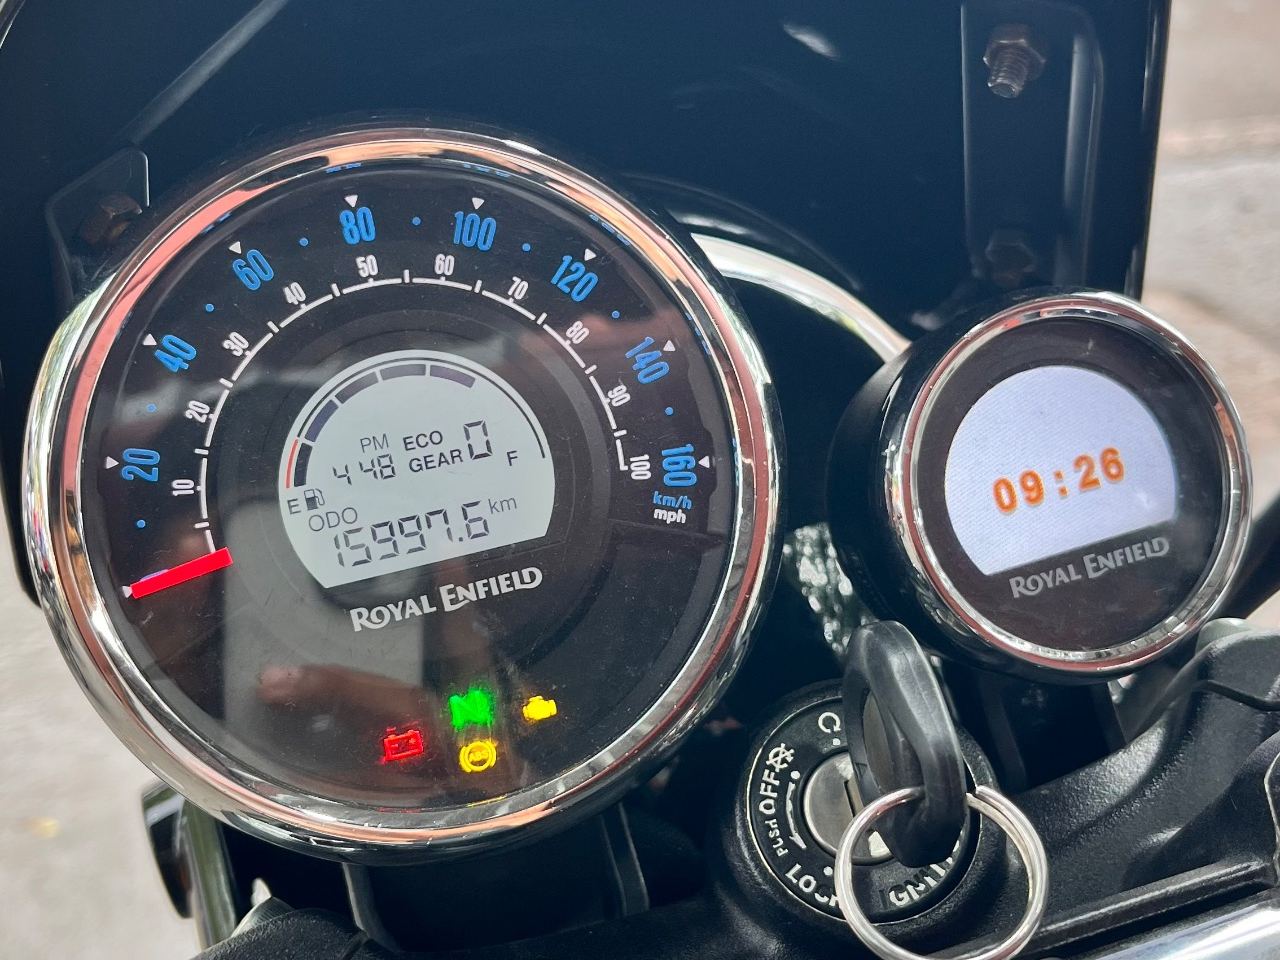 20
40
60
80
100
120
140
160
km/h
mph
10
20
30
40
50
60
70
80
90
100
PM ECO
4:48 GEAR 0
E F
ODO
15997.6 km
ROYAL ENFIELD
N
ABS
09:26
ROYAL ENFIELD
OFF
PUSH